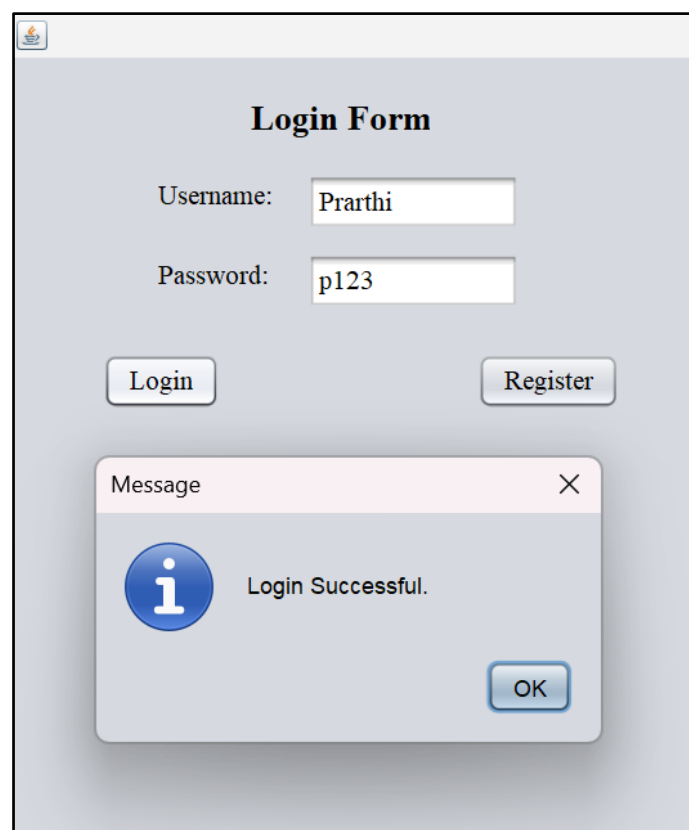 Login Form
Username: Prarthi
Password: p123
Login Register
Message
Login Successful.
OK